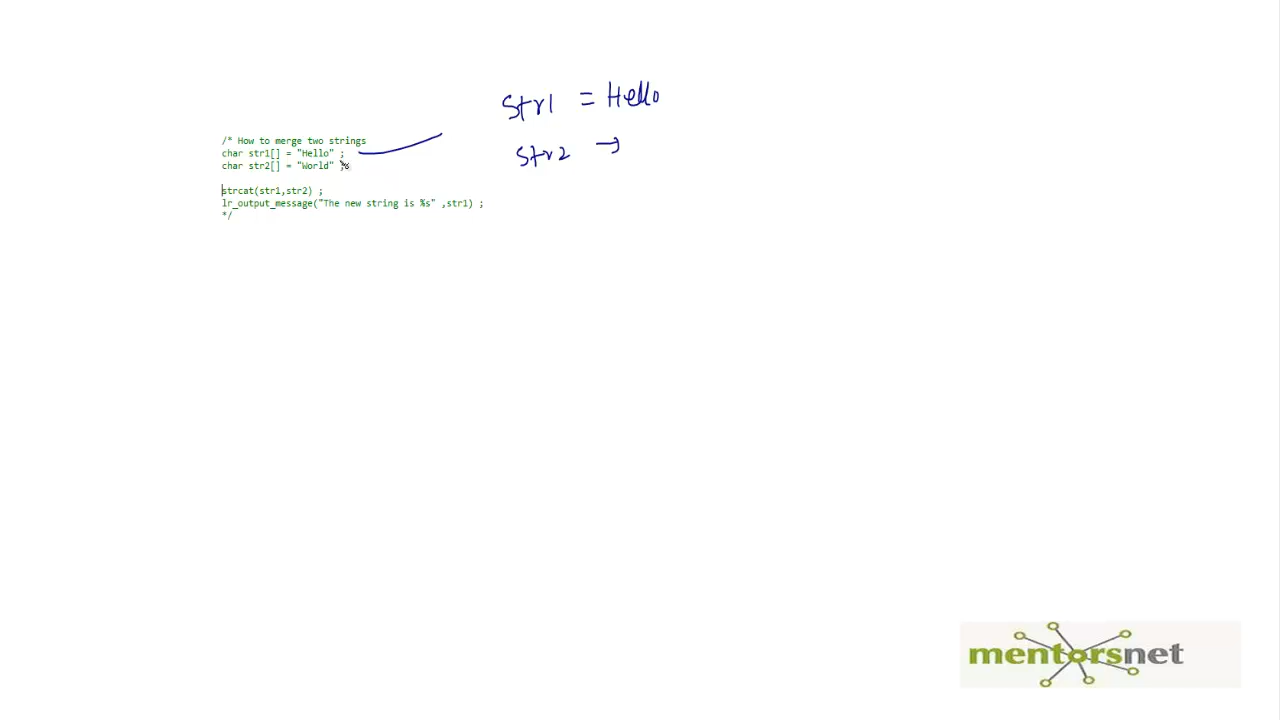 Str1 = Hello
/* How to merge two strings
char str1[] = "Hello" ;
str2 →
char str2[] = "World" ;
strcat(str1,str2) ;
lr_output_message("The new string is %s" ,str1) ;
*/
mentorsnet